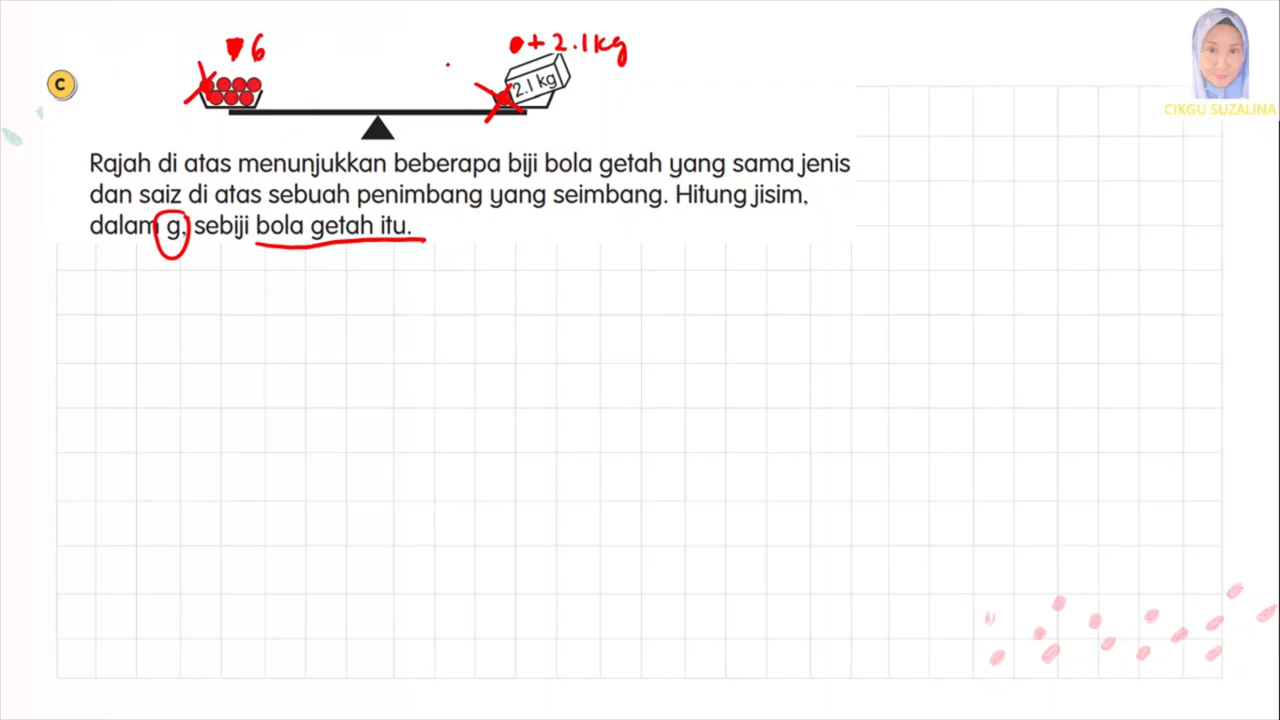 6
+ 2.1 kg
C
2.1 kg
CIKGU SUZALINA
Rajah di atas menunjukkan beberapa biji bola getah yang sama jenis
dan saiz di atas sebuah penimbang yang seimbang. Hitung jisim,
dalam g, sebiji bola getah itu.